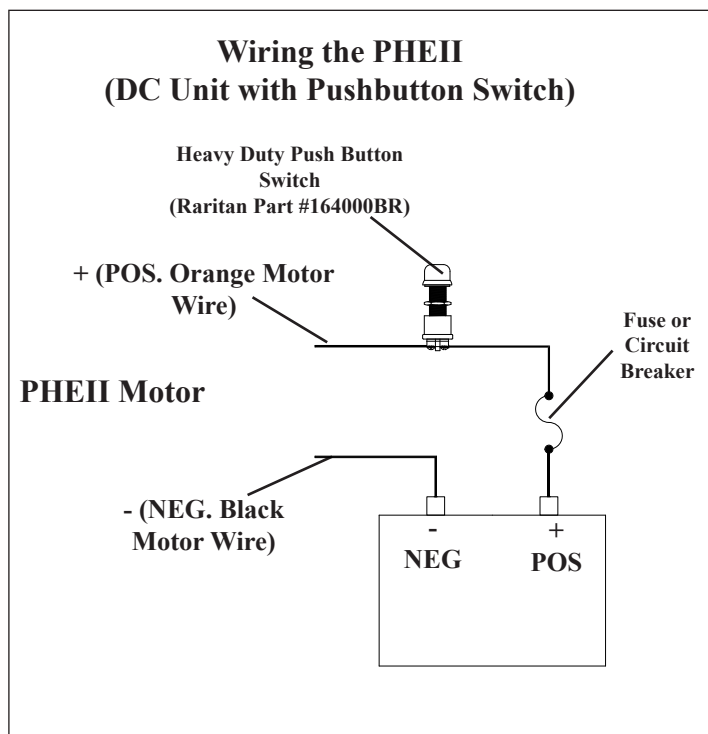 Wiring the PHEII
(DC Unit with Pushbutton Switch)
Heavy Duty Push Button
Switch
(Raritan Part #164000BR)
+ (POS. Orange Motor
Wire)
Fuse or
Circuit
Breaker
PHEII Motor
- (NEG. Black
Motor Wire)
- +
NEG POS